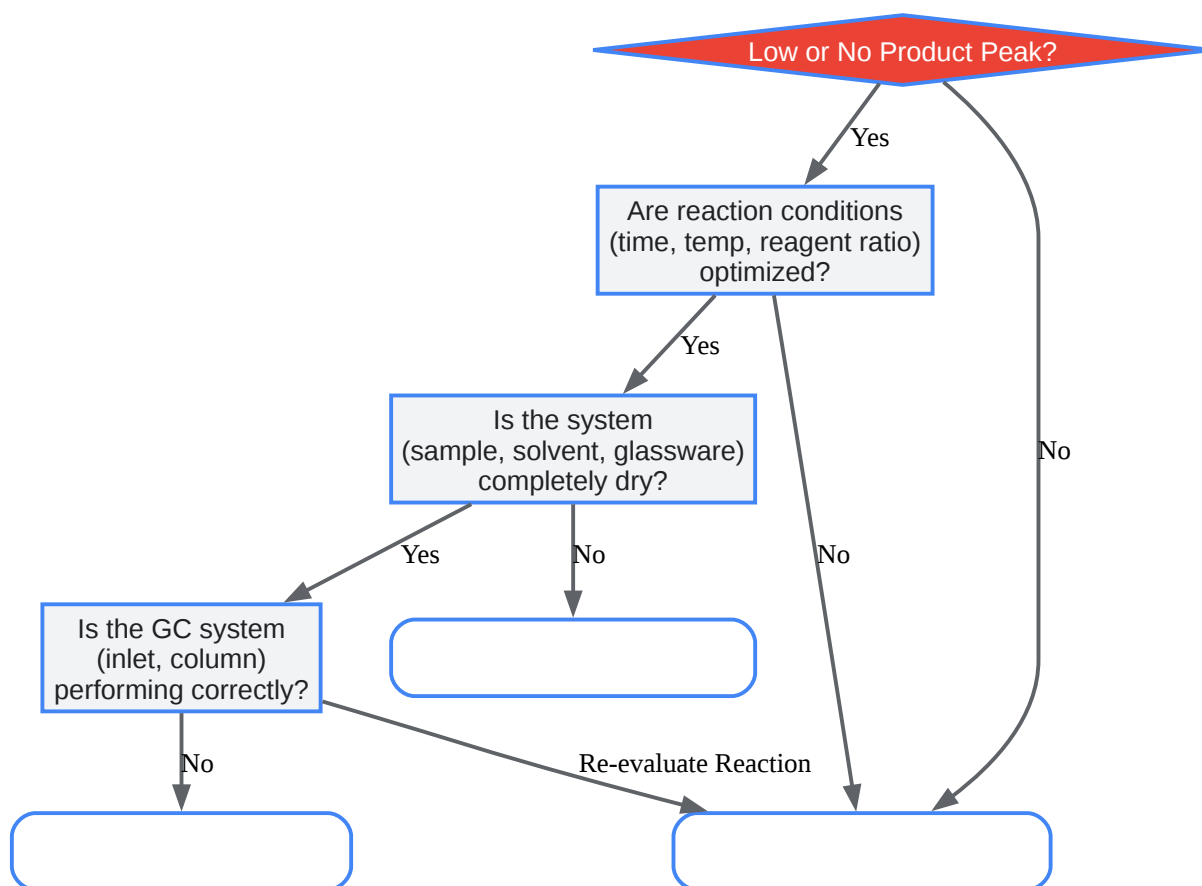 Low or No Product Peak?
Yes
Are reaction conditions
(time, temp, reagent ratio)
optimized?
Yes
Is the system
(sample, solvent, glassware)
completely dry?
No
Yes
No
No
Is the GC system
(inlet, column)
performing correctly?
No
Re-evaluate Reaction